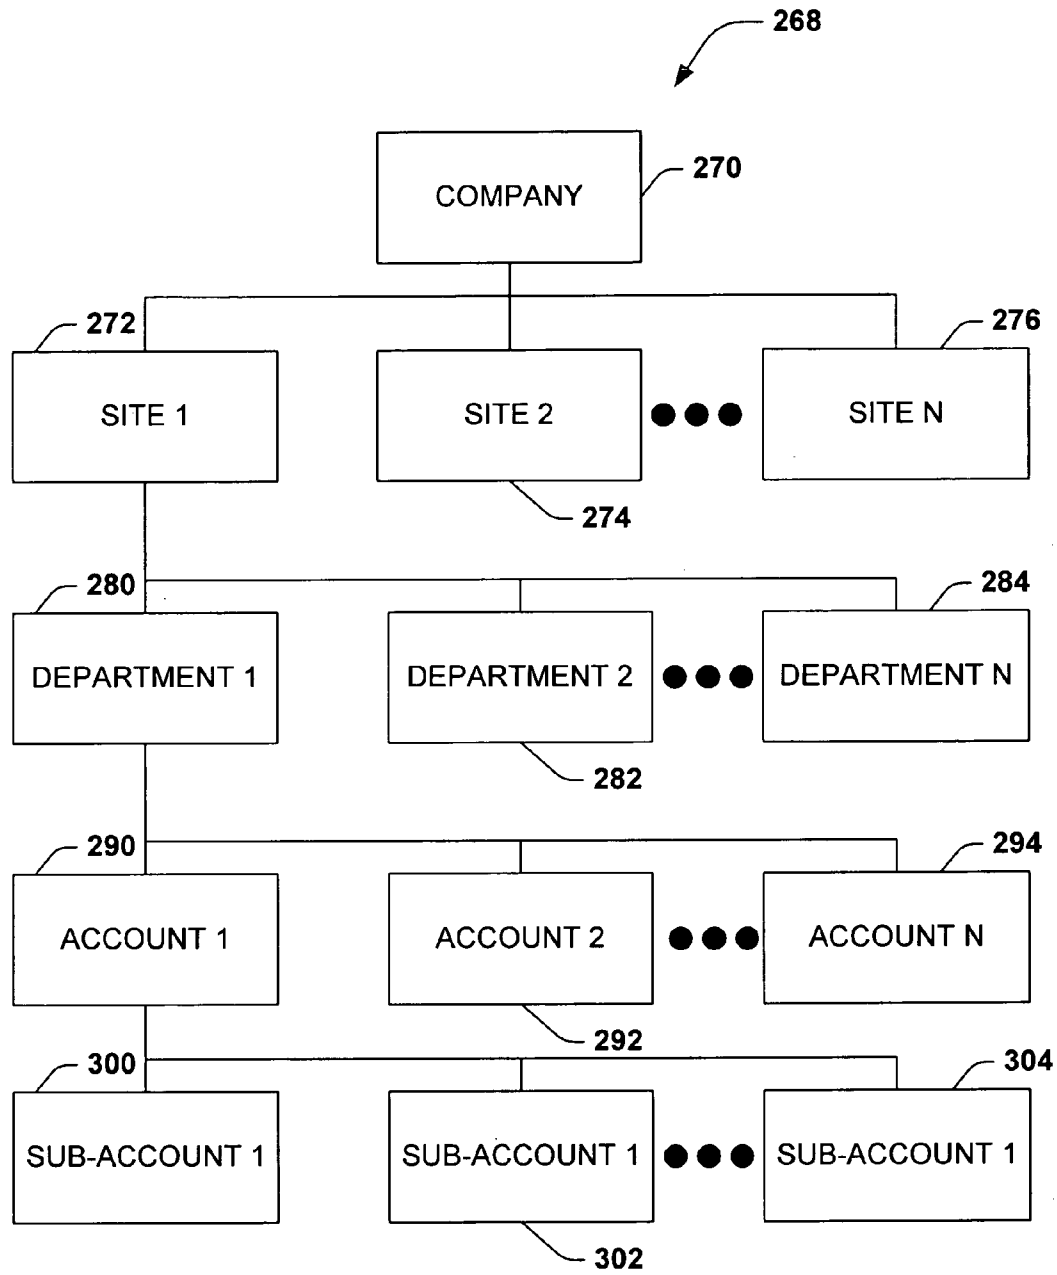 268
270
COMPANY
272
276
SITE 1
SITE 2
SITE N
274
280
284
DEPARTMENT 1
DEPARTMENT 2
DEPARTMENT N
282
290
294
ACCOUNT 1
ACCOUNT 2
ACCOUNT N
292
300
304
SUB-ACCOUNT 1
SUB-ACCOUNT 1
SUB-ACCOUNT 1
302